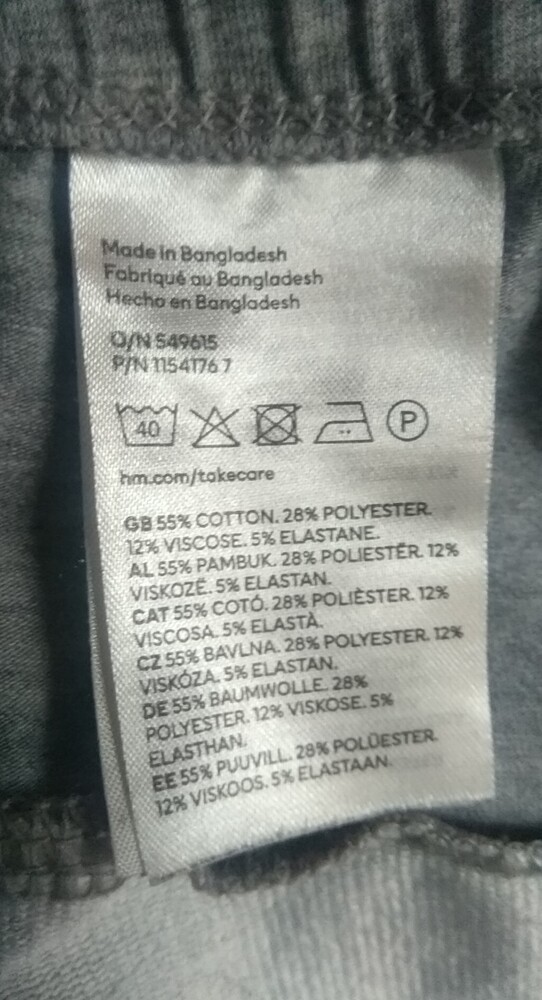 Made in Bangladesh
Fabriqué au Bangladesh
Hecho en Bangladesh
O/N 549615
P/N 1154176 7
40
P
hm.com/takecare
GB 55% COTTON. 28% POLYESTER.
12% VISCOSE. 5% ELASTANE.
AL 55% PAMBUK. 28% POLIESTËR. 12%
VISKOZË. 5% ELASTAN.
CAT 55% COTÓ. 28% POLIÈSTER. 12%
VISCOSA. 5% ELASTÀ.
CZ 55% BAVLNA. 28% POLYESTER. 12%
VISKÓZA. 5% ELASTAN.
DE 55% BAUMWOLLE. 28%
POLYESTER. 12% VISKOSE. 5%
ELASTHAN.
EE 55% PUUVILL. 28% POLÜESTER.
12% VISKOOS. 5% ELASTAAN.